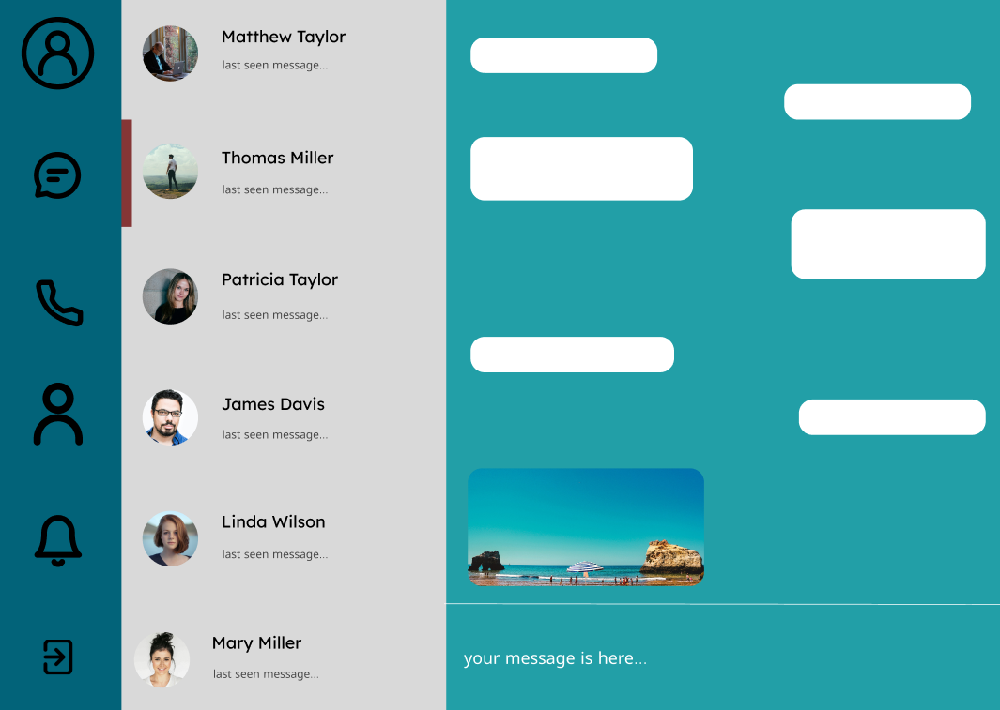 Matthew Taylor
last seen message...
Thomas Miller
last seen message...
Patricia Taylor
last seen message...
James Davis
last seen message...
Linda Wilson
last seen message...
Mary Miller
last seen message...
your message is here...